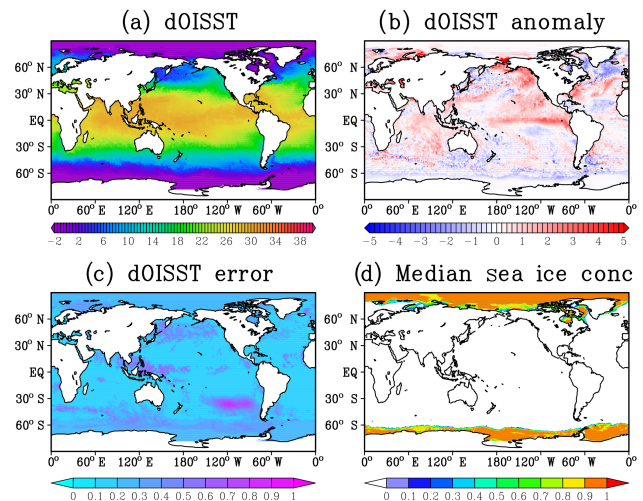 (a) dOISST
(b) dOISST anomaly
60° N
30° N
EQ
30° S
60° S
0
60° E
120° E
120° W
60° W
0°
60° N
30° N
EQ
30° S
60° S
0
60° E
120° E
120° W
60° W
0°
−2 2 6 10 14 18 22 26 30 34 38
−5 −4 −3 −2 −1 0 1 2 3 4 5
(c) dOISST error
(d) Median sea ice conc
60° N
30° N
EQ
30° S
60° S
0
60° E
120° E
120° W
60° W
0°
60° N
30° N
EQ
30° S
60° S
0
60° E
120° E
120° W
60° W
0°
0 0.1 0.2 0.3 0.4 0.5 0.6 0.7 0.8 0.9 1
0 0.1 0.2 0.3 0.4 0.5 0.6 0.7 0.8 0.9 1